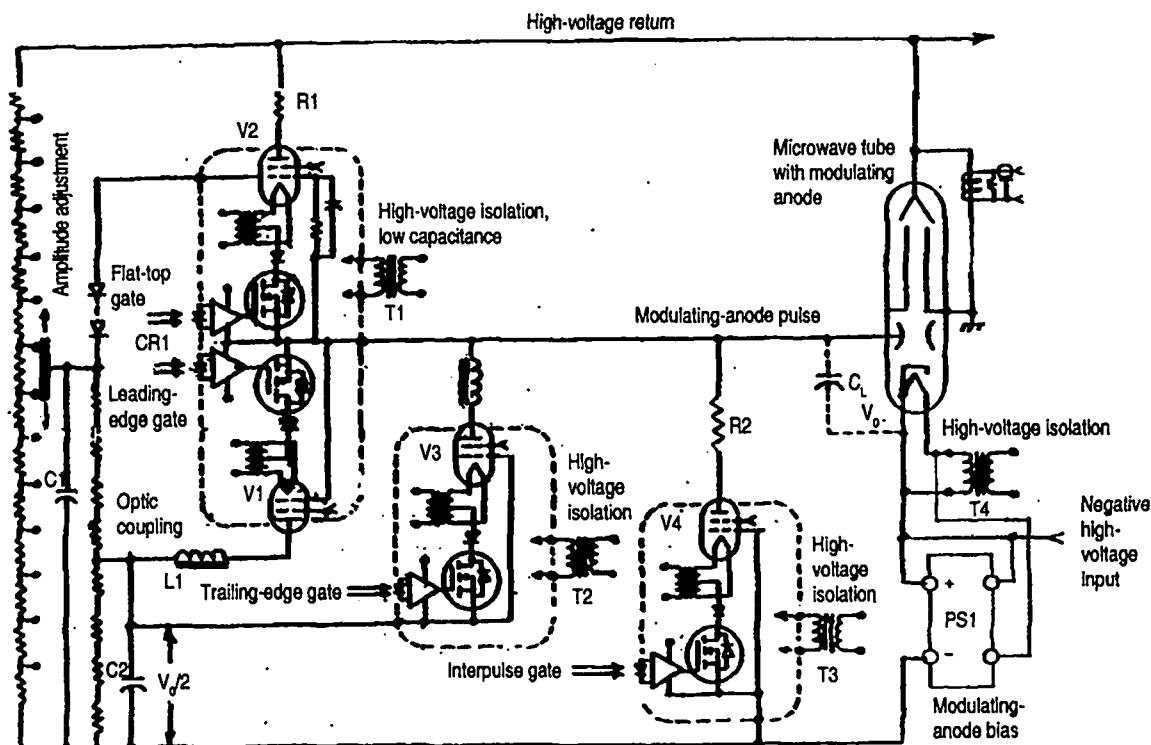 High-voltage return
R1
V2
Amplitude adjustment
Flat-top
gate
CR1
Leading-
edge gate
High-voltage isolation,
low capacitance
T1
Microwave tube
with modulating
anode
Modulating-anode pulse
CL
V0
High-voltage isolation
T4
Negative
high-
voltage
input
C1
V1
Optic
coupling
L1
V3
High-
voltage
isolation
T2
Trailing-edge gate
R2
V4
High-
voltage
isolation
T3
Interpulse gate
C2
V0/2
+
PS1
−
Modulating-
anode bias